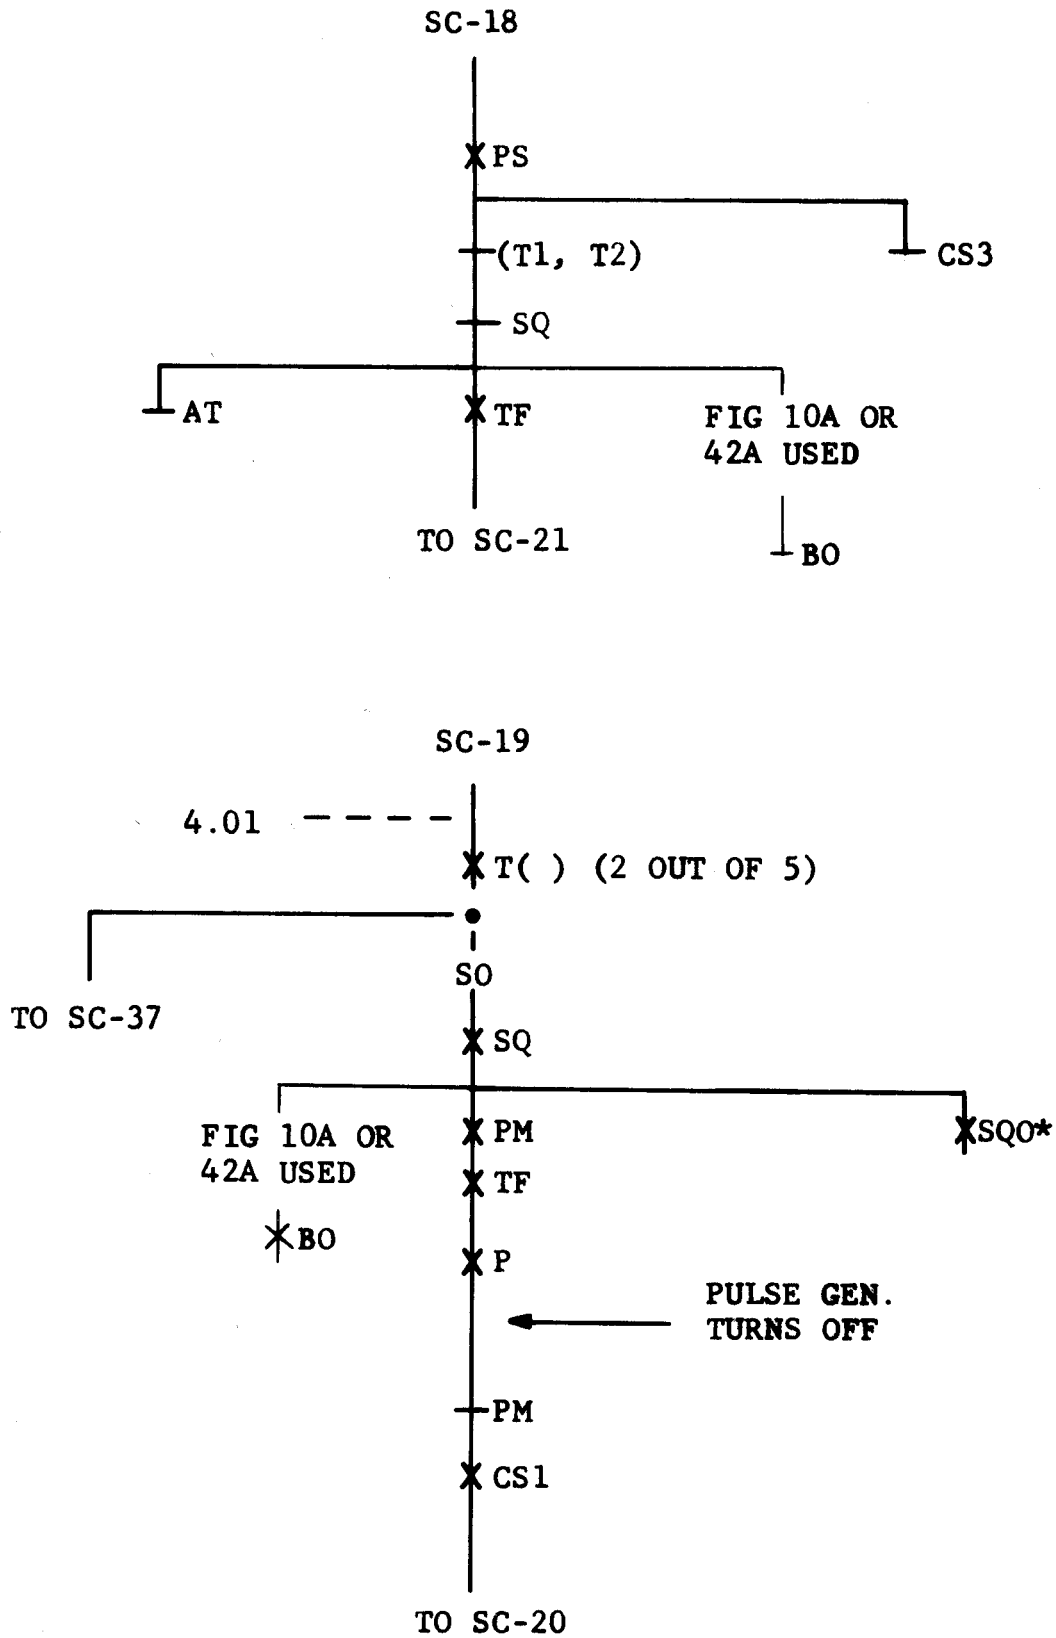 SC-18
PS
(T1, T2)
CS3
SQ
AT
TF
FIG 10A OR
42A USED
TO SC-21
BO
SC-19
4.01
T( ) (2 OUT OF 5)
SO
TO SC-37
SQ
FIG 10A OR
42A USED
PM
SQO*
TF
BO
P
PULSE GEN.
TURNS OFF
PM
CS1
TO SC-20